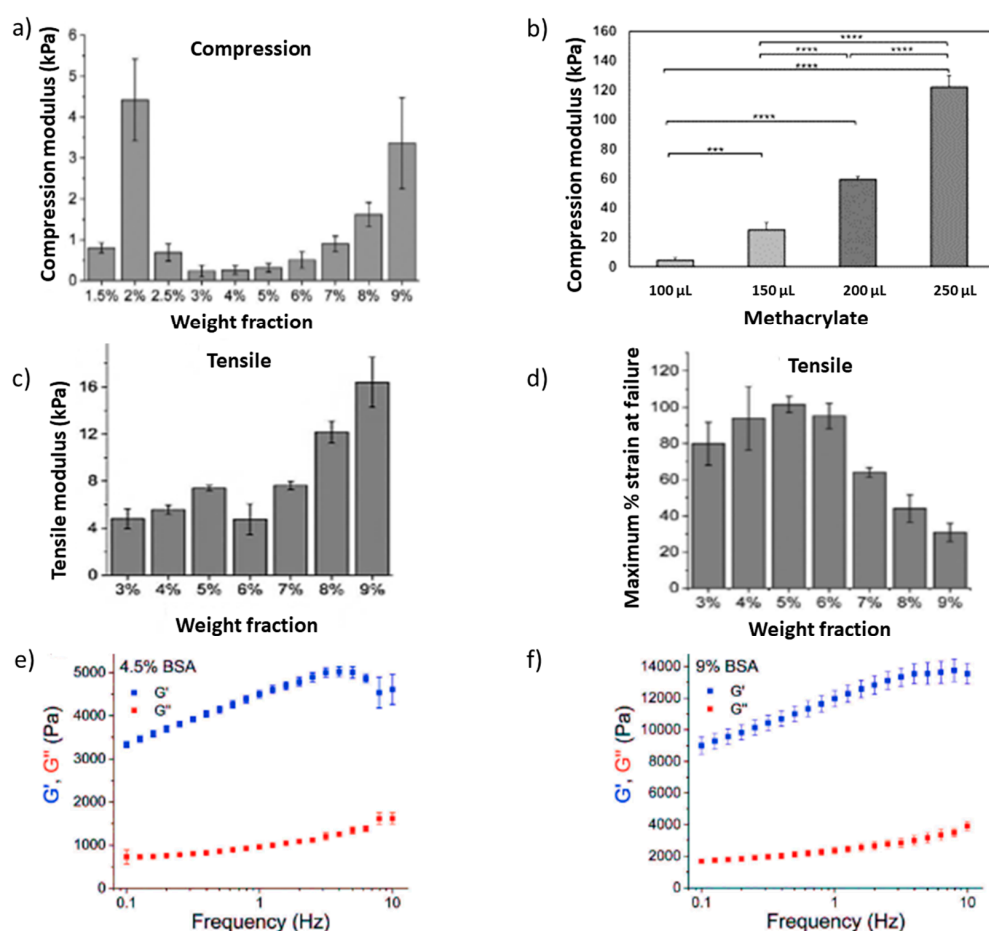 a)
Compression
Compression modulus (kPa)
6
5
4
3
2
1
0
1.5% 2% 2.5% 3% 4% 5% 6% 7% 8% 9%
Weight fraction
b)
Compression modulus (kPa)
160
140
120
100
80
60
40
20
0
****
**** ****
****
****
***
100 µL 150 µL 200 µL 250 µL
Methacrylate
c)
Tensile
Tensile modulus (kPa)
16
12
8
4
0
3% 4% 5% 6% 7% 8% 9%
Weight fraction
d)
Tensile
Maximum % strain at failure
120
100
80
60
40
20
0
3% 4% 5% 6% 7% 8% 9%
Weight fraction
e)
4.5% BSA
G'
G"
G', G" (Pa)
5000
4000
3000
2000
1000
0
0.1 1 10
Frequency (Hz)
f)
9% BSA
G'
G"
G', G" (Pa)
14000
12000
10000
8000
6000
4000
2000
0
0.1 1 10
Frequency (Hz)